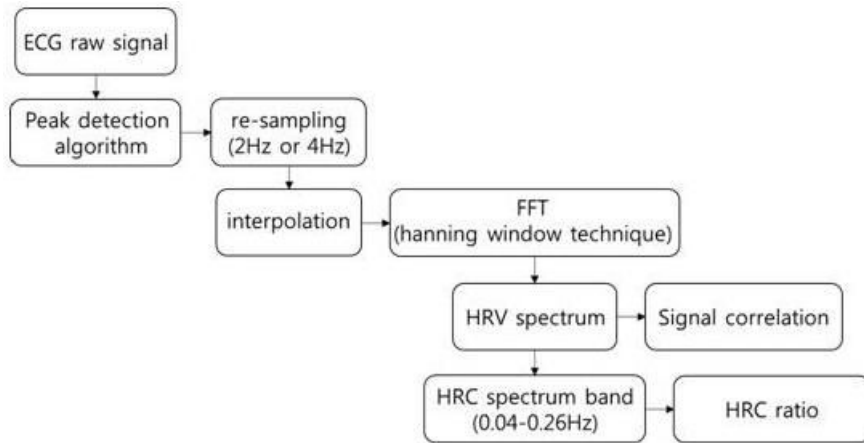 ECG raw signal
Peak detection
algorithm
re-sampling
(2Hz or 4Hz)
interpolation
FFT
(hanning window technique)
HRV spectrum
Signal correlation
HRC spectrum band
(0.04-0.26Hz)
HRC ratio